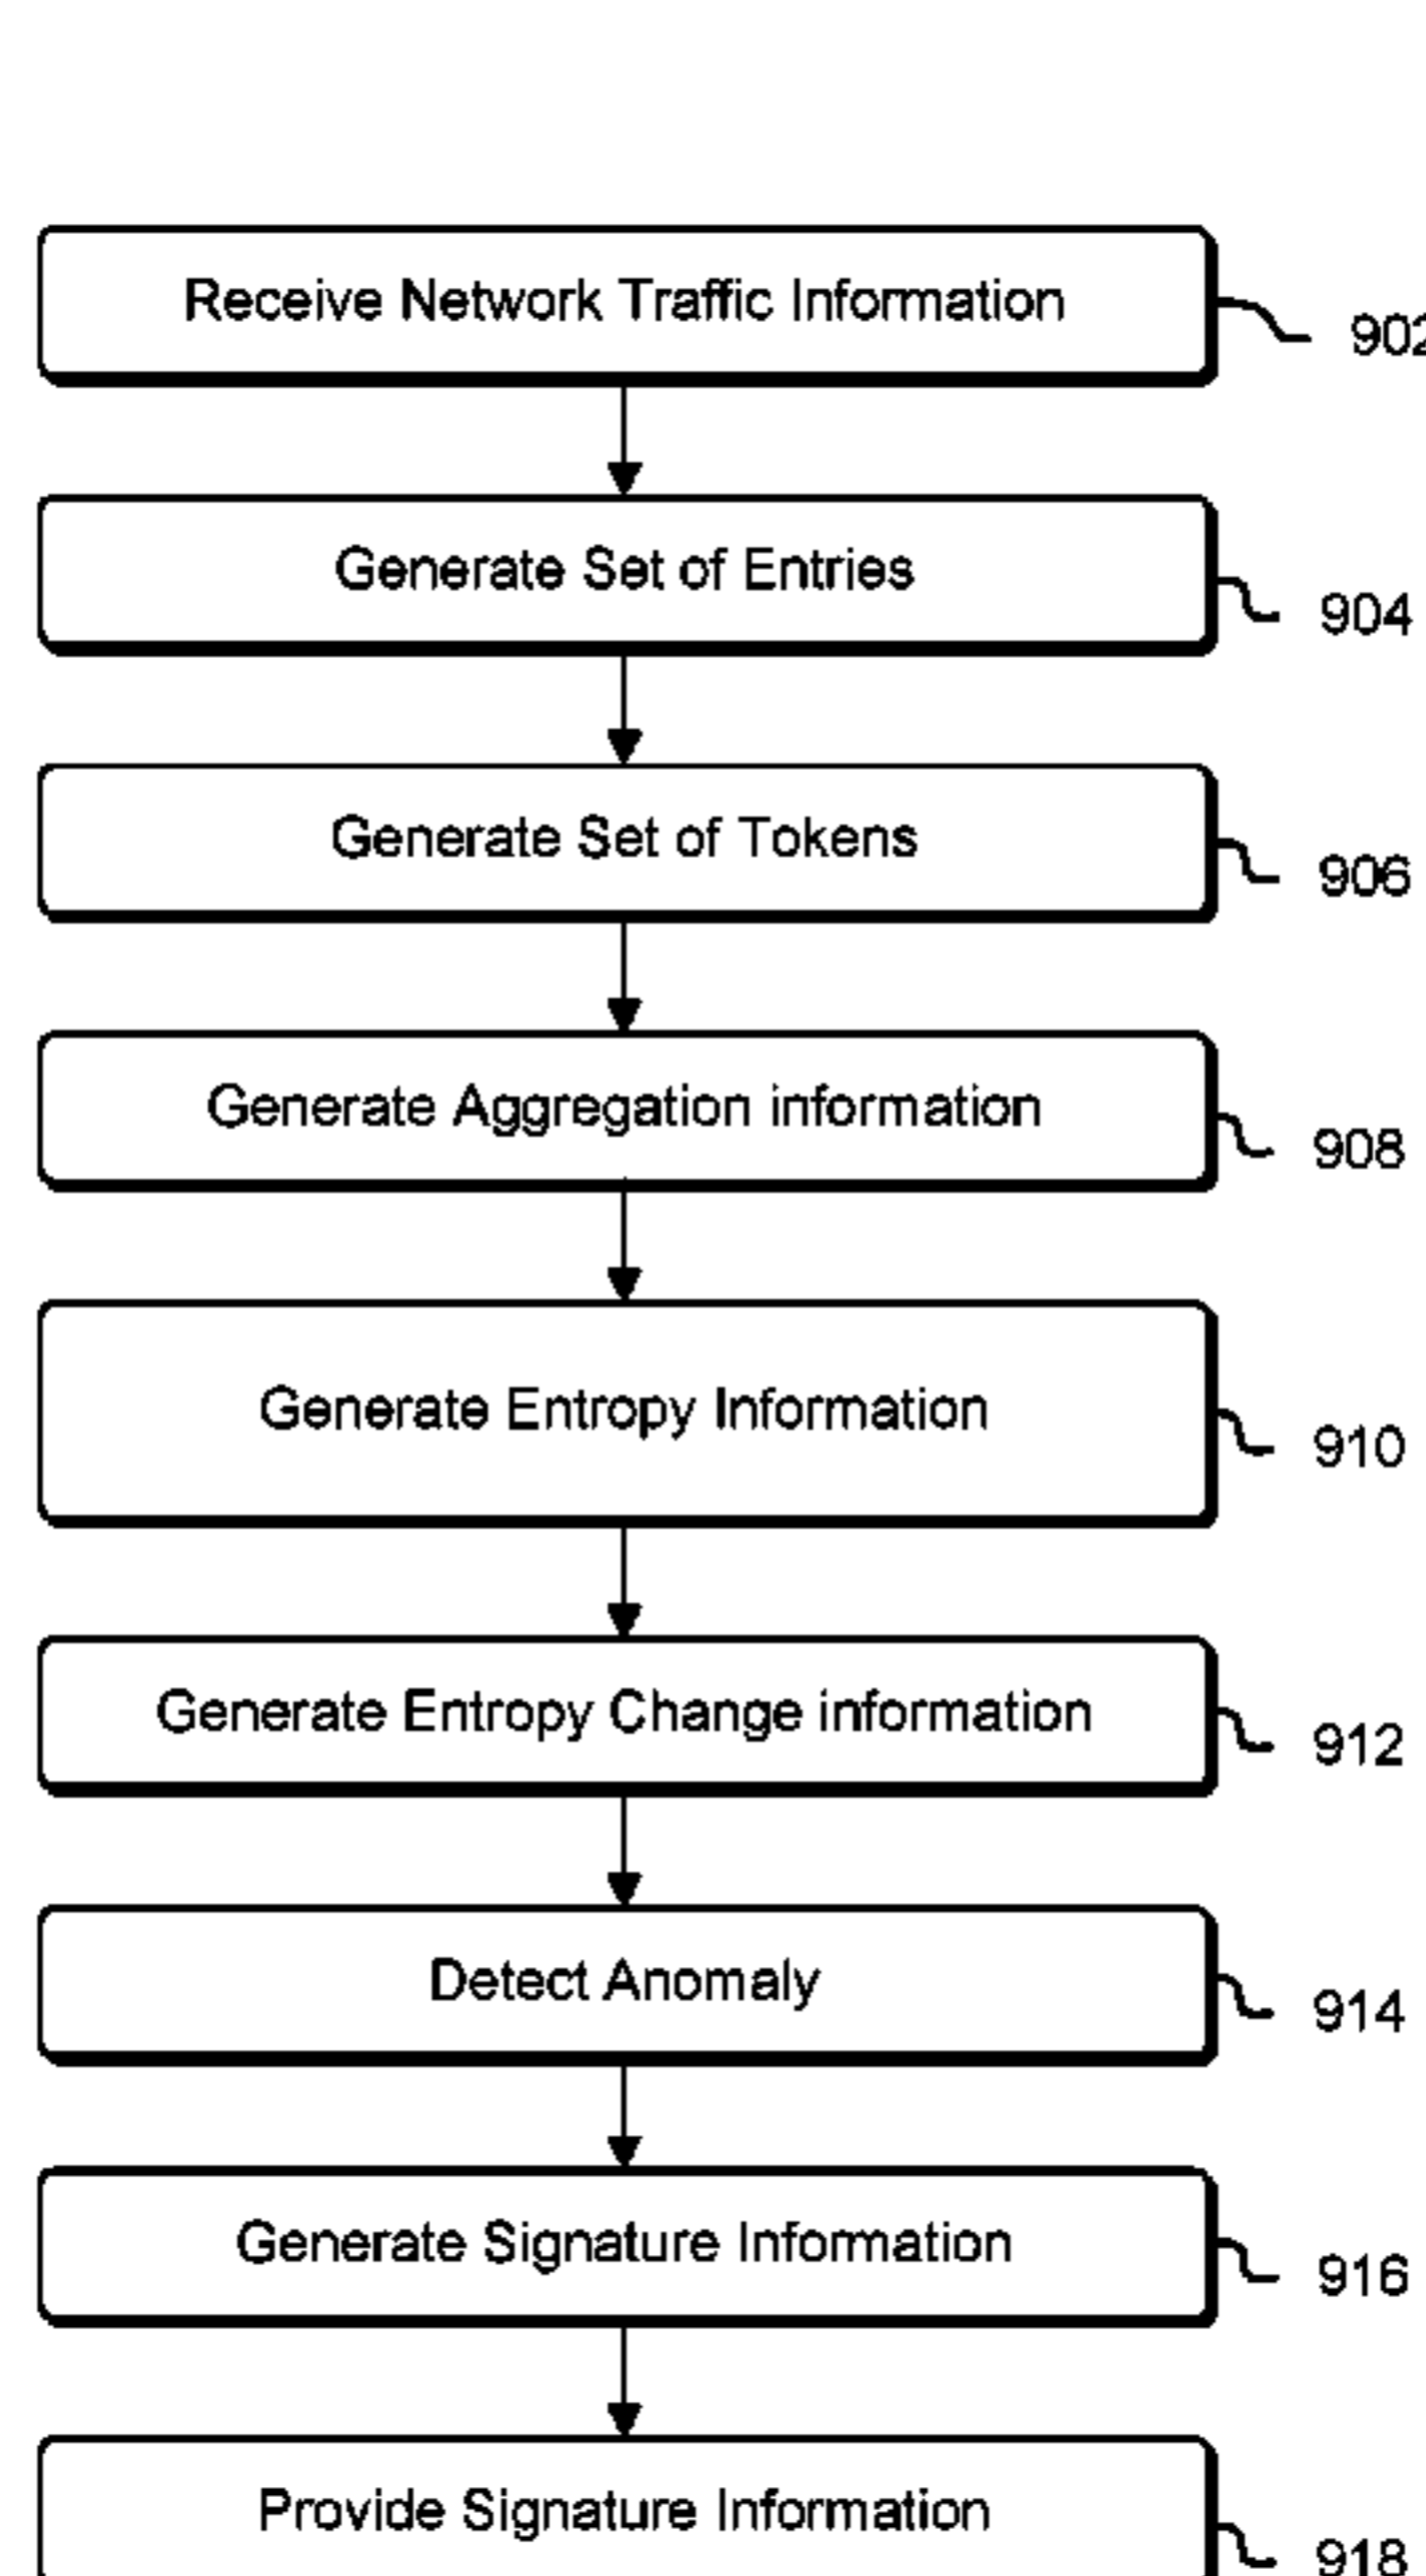 Receive Network Traffic Information
902
Generate Set of Entries
904
Generate Set of Tokens
906
Generate Aggregation information
908
Generate Entropy Information
910
Generate Entropy Change information
912
Detect Anomaly
914
Generate Signature Information
916
Provide Signature Information
918